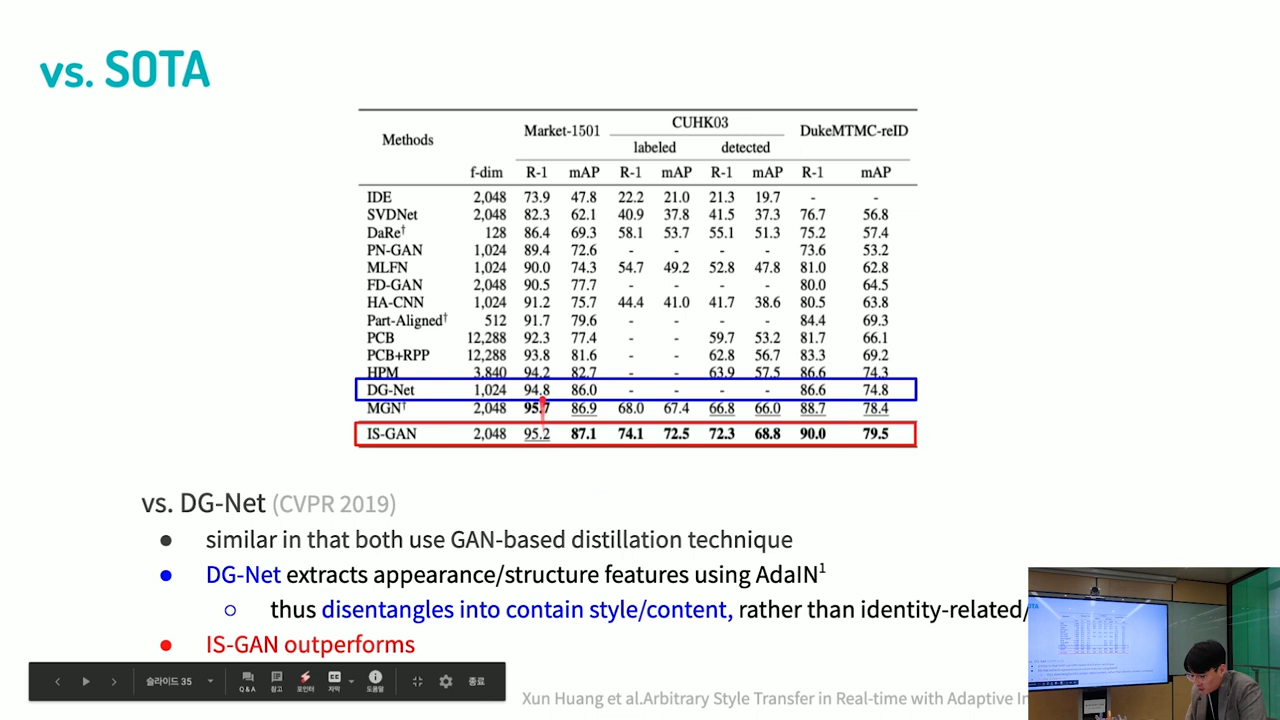 vs. SOTA
Methods f-dim Market-1501 CUHK03 DukeMTMC-reID
labeled detected
R-1 mAP R-1 mAP R-1 mAP R-1 mAP
IDE 2,048 73.9 47.8 22.2 21.0 21.3 19.7 - -
SVDNet 2,048 82.3 62.1 40.9 37.8 41.5 37.3 76.7 56.8
DaRe† 128 86.4 69.3 58.1 53.7 55.1 51.3 75.2 57.4
PN-GAN 1,024 89.4 72.6 - - - - 73.6 53.2
MLFN 1,024 90.0 74.3 54.7 49.2 52.8 47.8 81.0 62.8
FD-GAN 2,048 90.5 77.7 - - - - 80.0 64.5
HA-CNN 1,024 91.2 75.7 44.4 41.0 41.7 38.6 80.5 63.8
Part-Aligned† 512 91.7 79.6 - - - - 84.4 69.3
PCB 12,288 92.3 77.4 - - 59.7 53.2 81.7 66.1
PCB+RPP 12,288 93.8 81.6 - - 62.8 56.7 83.3 69.2
HPM 3,840 94.2 82.7 - - 63.9 57.5 86.6 74.3
DG-Net 1,024 94.8 86.0 - - - - 86.6 74.8
MGN† 2,048 95.7 86.9 68.0 67.4 66.8 66.0 88.7 78.4
IS-GAN 2,048 95.2 87.1 74.1 72.5 72.3 68.8 90.0 79.5
vs. DG-Net (CVPR 2019)
● similar in that both use GAN-based distillation technique
● DG-Net extracts appearance/structure features using AdaIN¹
○ thus disentangles into contain style/content, rather than identity-related/
● IS-GAN outperforms
슬라이드 35 Q&A 참고 포인터 자막 도움말 종료
Xun Huang et al.Arbitrary Style Transfer in Real-time with Adaptive In